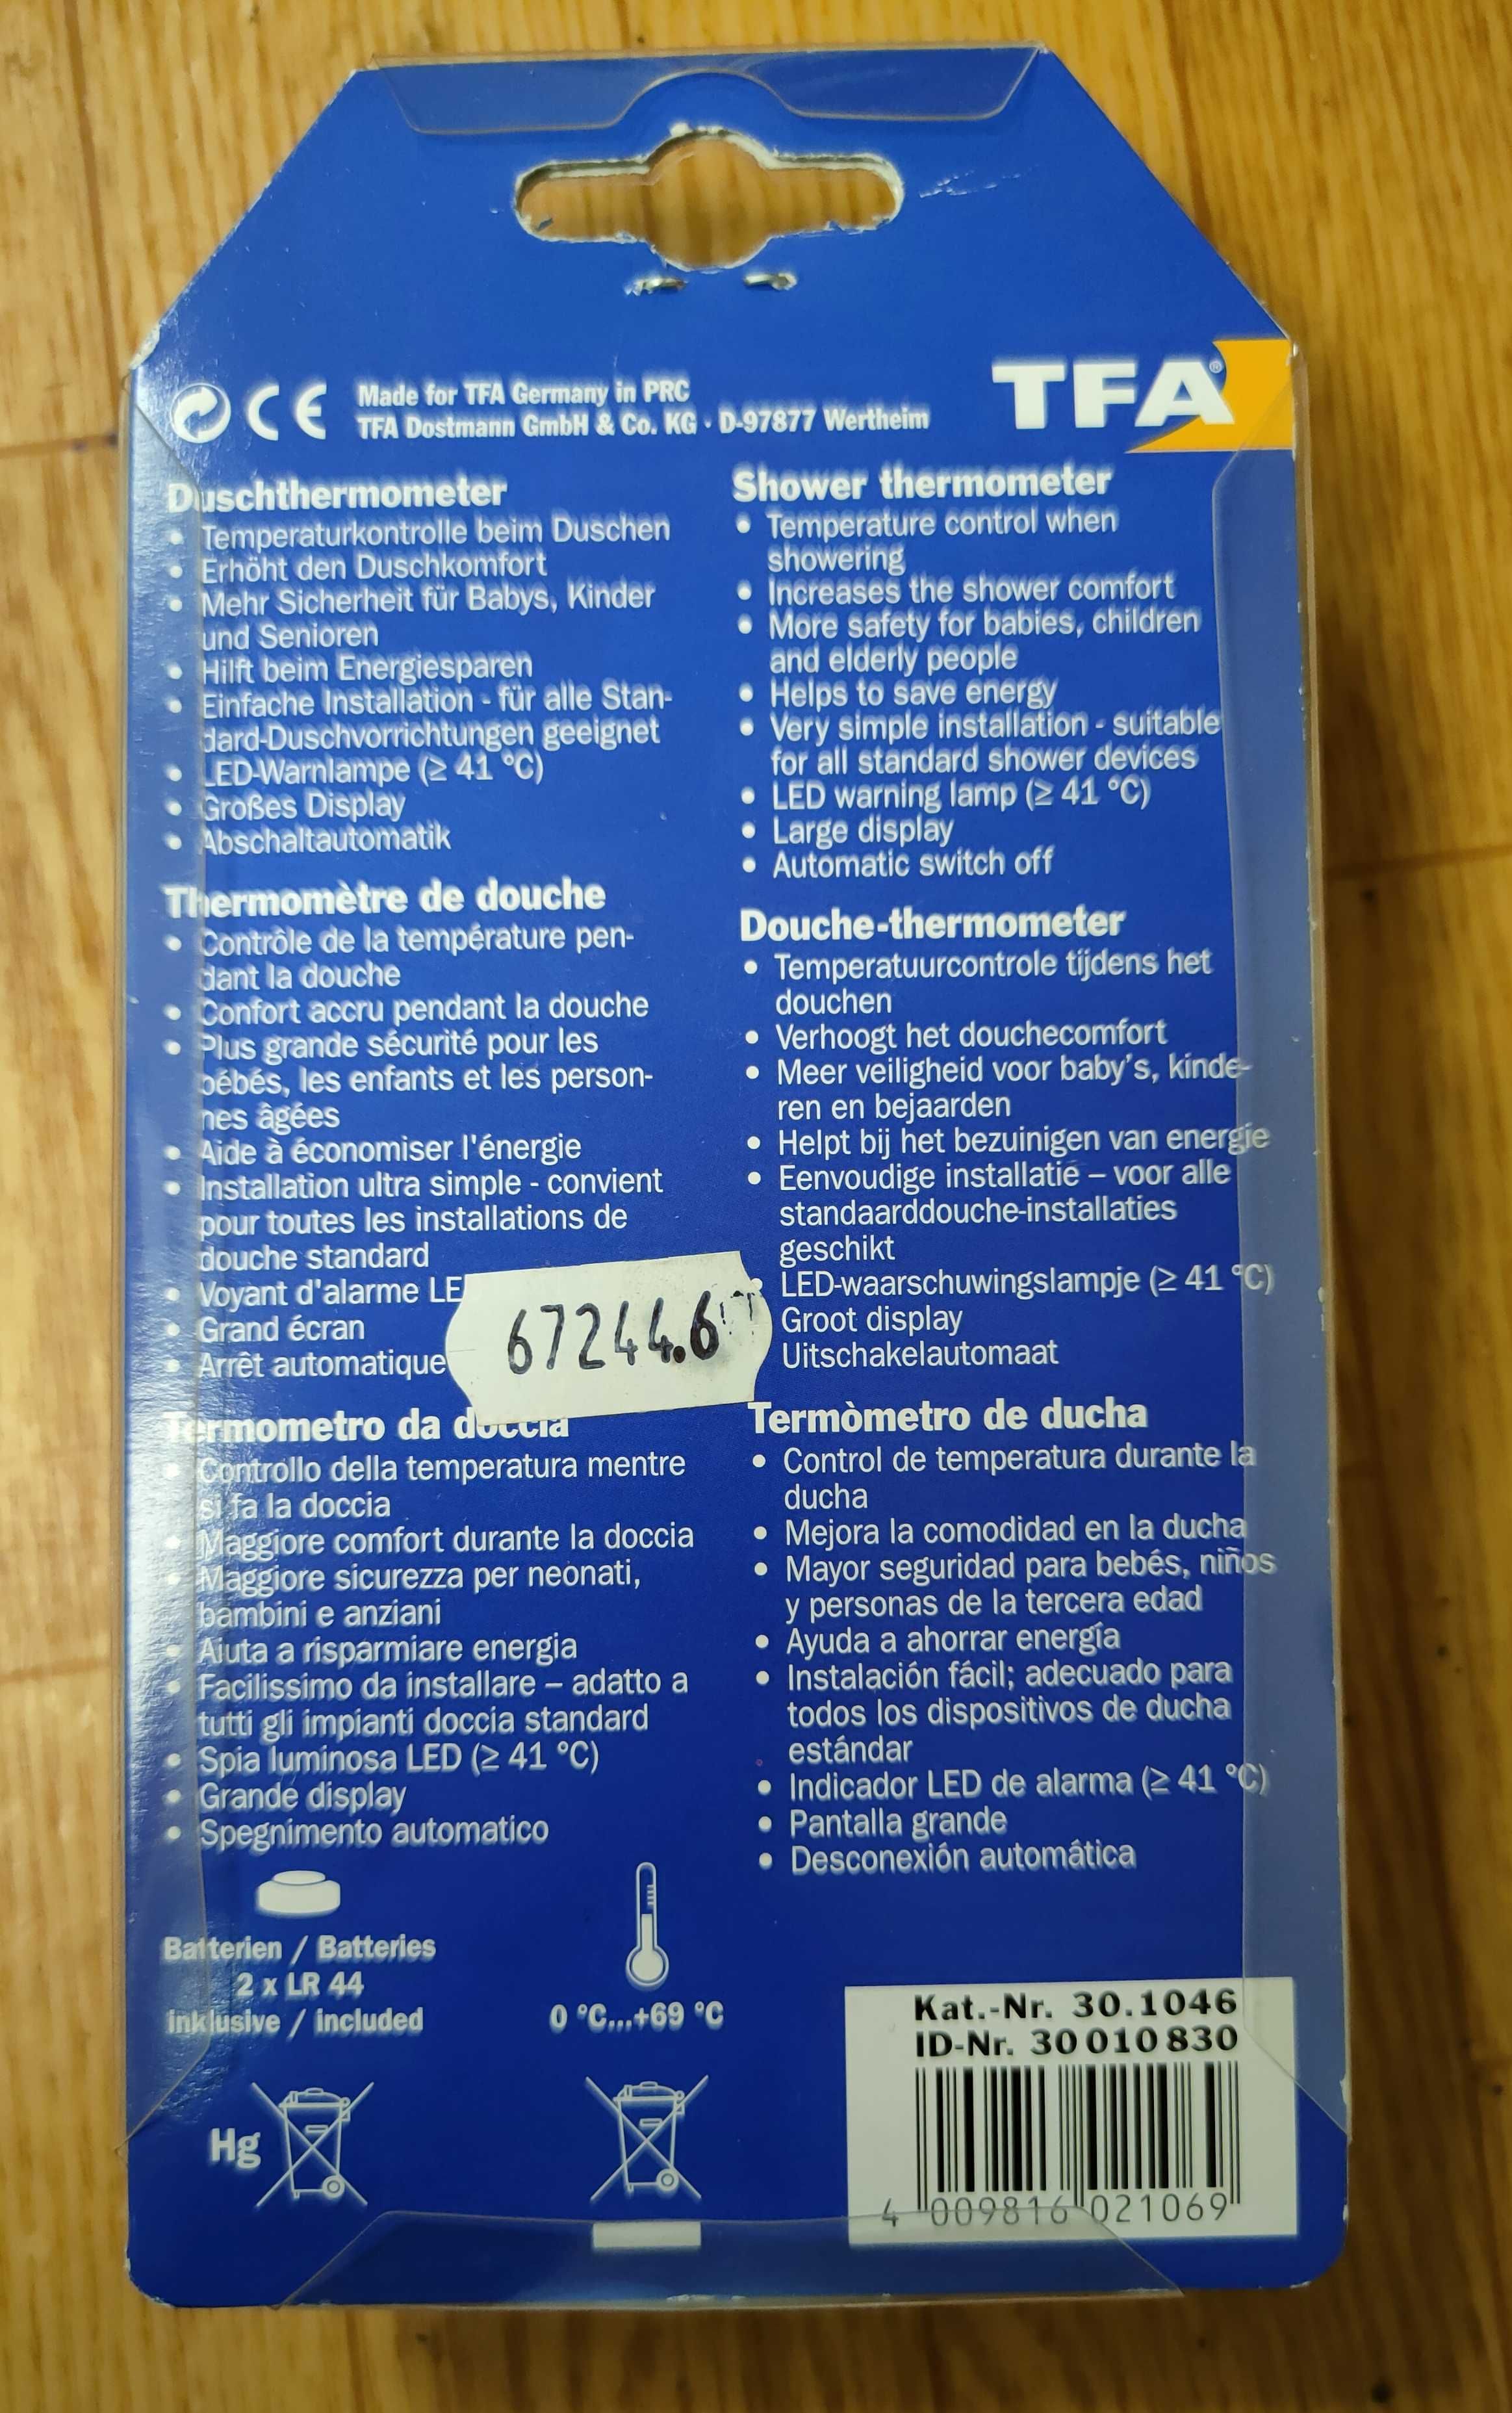 Made for TFA Germany in PRC
TFA Dostmann GmbH & Co. KG · D-97877 Wertheim
TFA®
Duschthermometer
• Temperaturkontrolle beim Duschen
• Erhöht den Duschkomfort
• Mehr Sicherheit für Babys, Kinder
und Senioren
• Hilft beim Energiesparen
• Einfache Installation - für alle Stan-
dard-Duschvorrichtungen geeignet
• LED-Warnlampe (≥ 41 °C)
• Großes Display
• Abschaltautomatik
Shower thermometer
• Temperature control when
showering
• Increases the shower comfort
• More safety for babies, children
and elderly people
• Helps to save energy
• Very simple installation - suitable
for all standard shower devices
• LED warning lamp (≥ 41 °C)
• Large display
• Automatic switch off
Thermomètre de douche
• Contrôle de la température pen-
dant la douche
• Confort accru pendant la douche
• Plus grande sécurité pour les
bébés, les enfants et les person-
nes âgées
• Aide à économiser l'énergie
• Installation ultra simple - convient
pour toutes les installations de
douche standard
• Voyant d'alarme LE
• Grand écran
• Arrêt automatique
67244.6
Douche-thermometer
• Temperatuurcontrole tijdens het
douchen
• Verhoogt het douchecomfort
• Meer veiligheid voor baby's, kinde-
ren en bejaarden
• Helpt bij het bezuinigen van energie
• Eenvoudige installatie – voor alle
standaarddouche-installaties
geschikt
• LED-waarschuwingslampje (≥ 41 °C)
Groot display
Uitschakelautomaat
Termometro da doccia
• Controllo della temperatura mentre
si fa la doccia
• Maggiore comfort durante la doccia
• Maggiore sicurezza per neonati,
bambini e anziani
• Aiuta a risparmiare energia
• Facilissimo da installare – adatto a
tutti gli impianti doccia standard
• Spia luminosa LED (≥ 41 °C)
• Grande display
• Spegnimento automatico
Termòmetro de ducha
• Control de temperatura durante la
ducha
• Mejora la comodidad en la ducha
• Mayor seguridad para bebés, niños
y personas de la tercera edad
• Ayuda a ahorrar energía
• Instalación fácil; adecuado para
todos los dispositivos de ducha
estándar
• Indicador LED de alarma (≥ 41 °C)
• Pantalla grande
• Desconexión automática
Batterien / Batteries
2 x LR 44
Inklusive / included
0 °C...+69 °C
Hg
Kat.-Nr. 30.1046
ID-Nr. 30 010 830
4 009816 021069